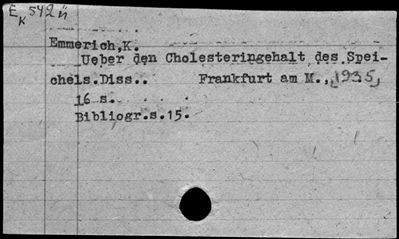 E K 542 ü
Emmerich,K.
Ueber den Cholesteringehalt des Spei-
chels.Diss.. Frankfurt am M., 1935,
16 s.
Bibliogr.s.15.